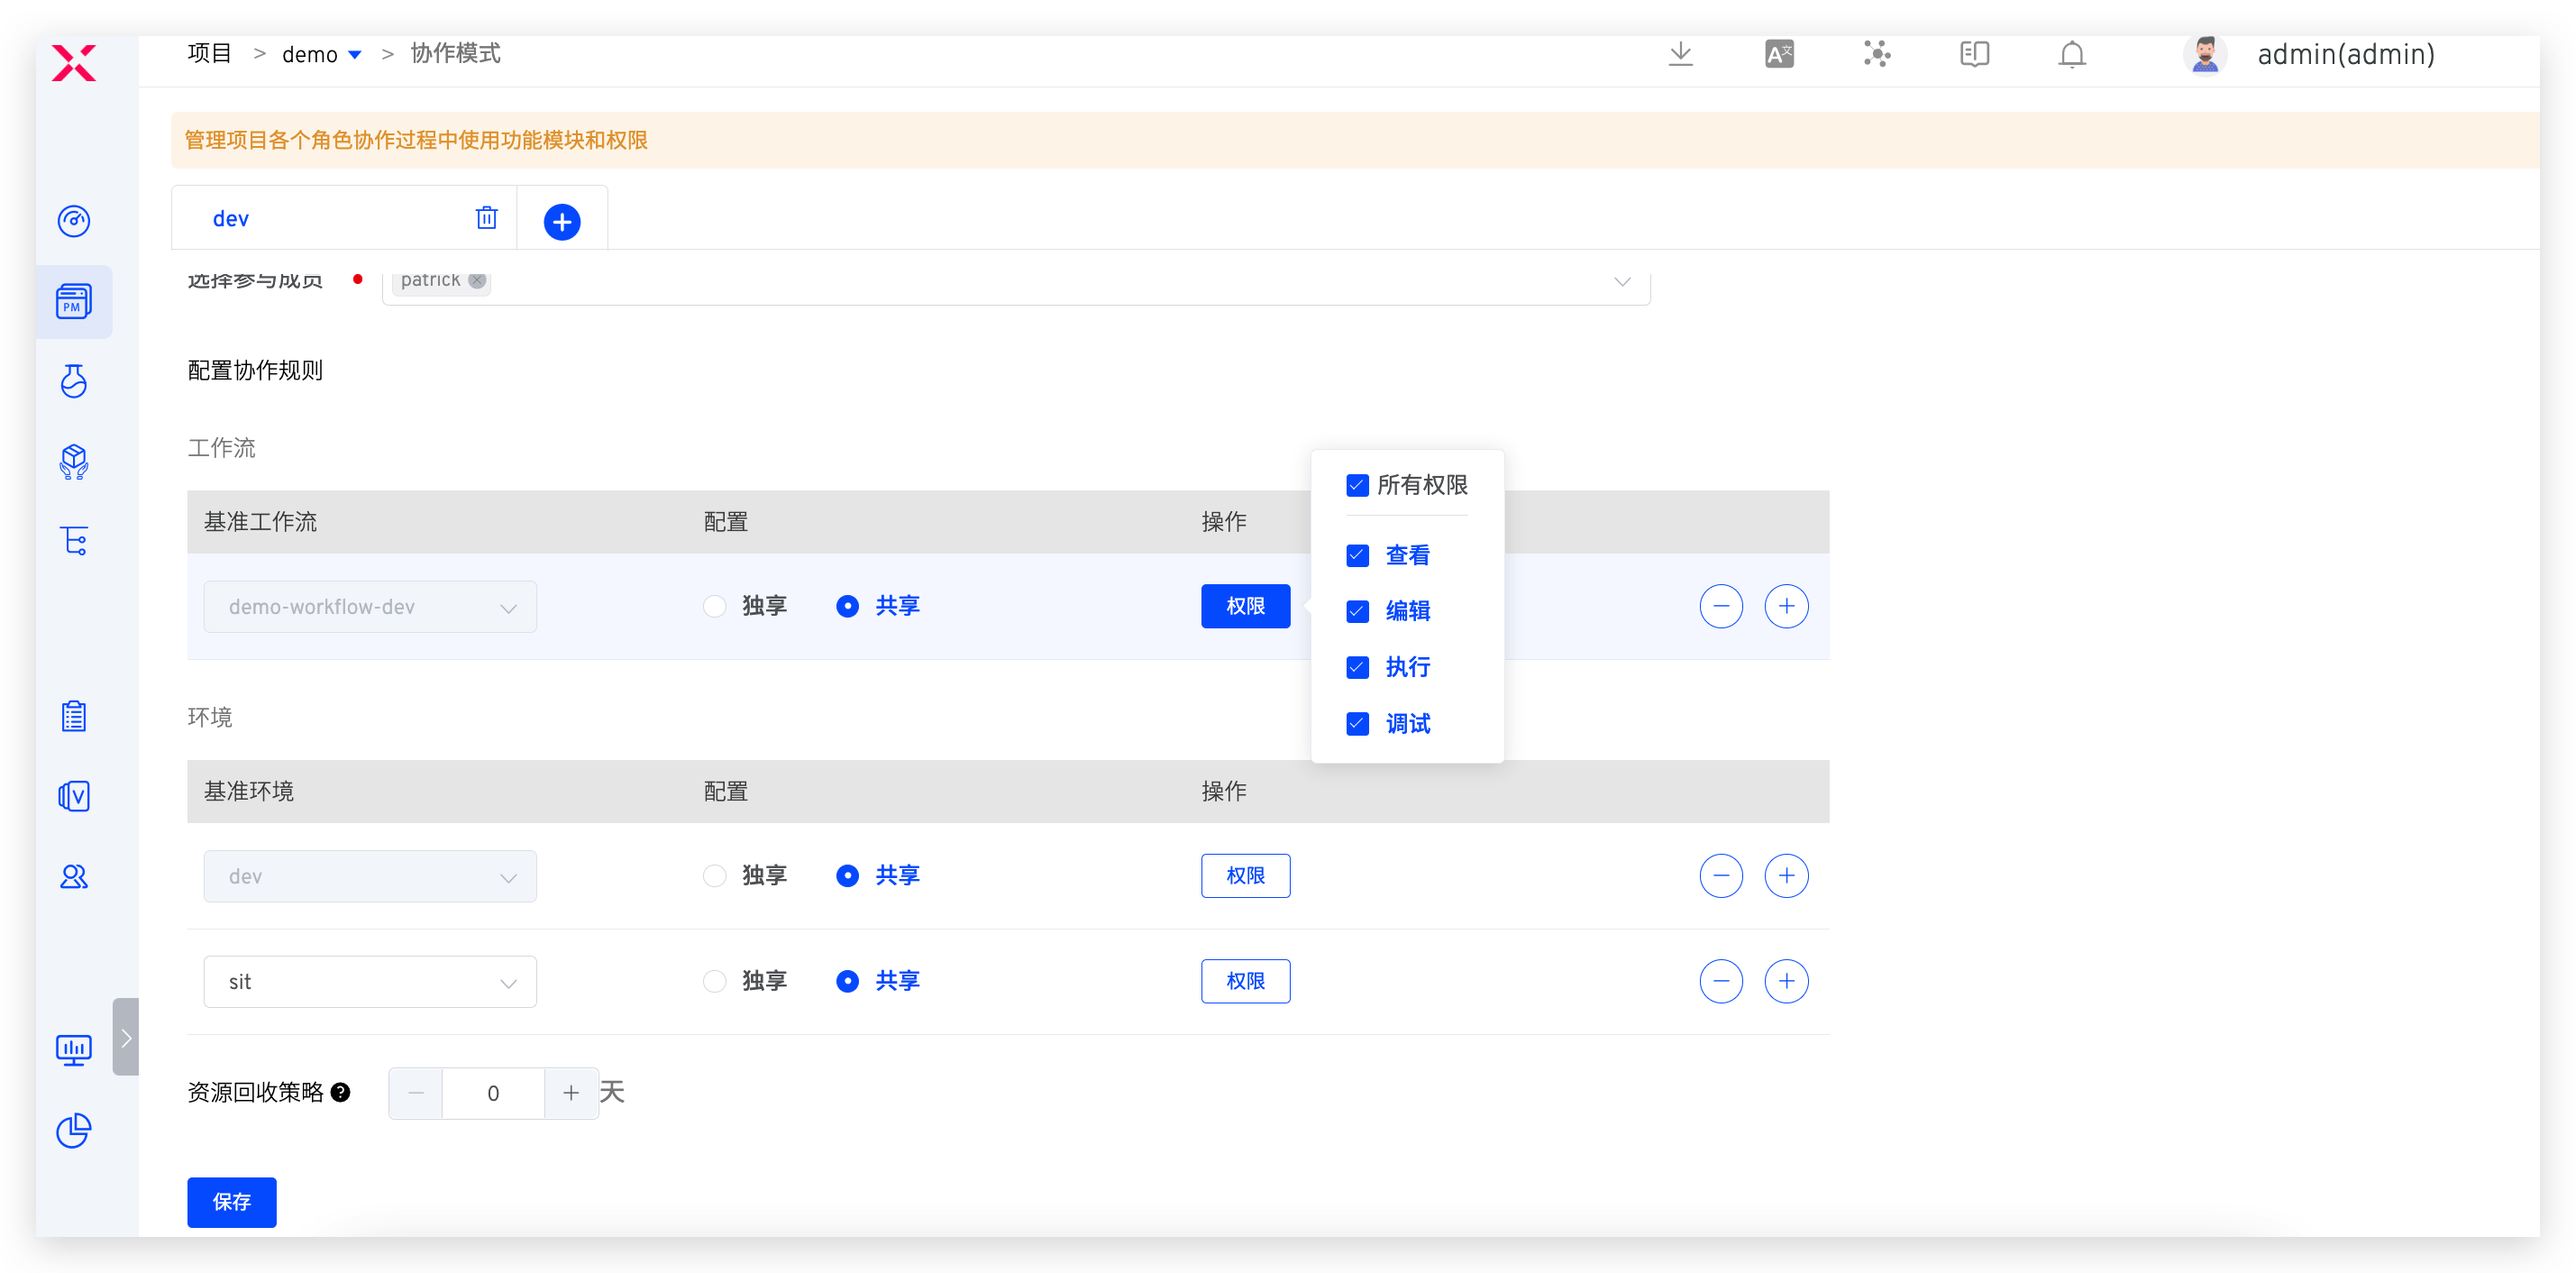 项目 > demo > 协作模式
A文
admin(admin)
管理项目各个角色协作过程中使用功能模块和权限
dev
PM
选择参与成员
patrick
配置协作规则
工作流
基准工作流 配置 操作
demo-workflow-dev 独享 共享 权限
所有权限
查看
编辑
执行
调试
环境
基准环境 配置 操作
dev 独享 共享 权限
sit 独享 共享 权限
V
资源回收策略 ? 0 天
保存